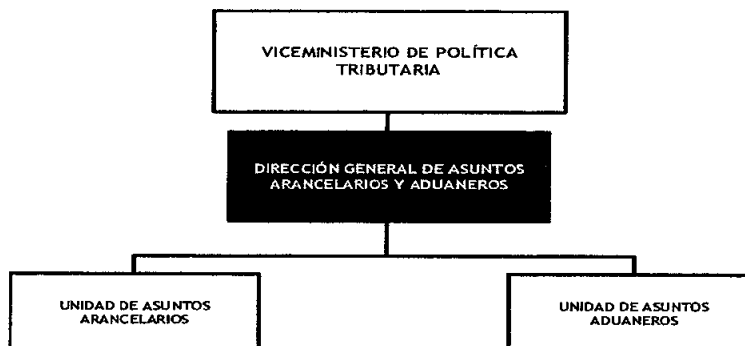 VICEMINISTERIO DE POLÍTICA
TRIBUTARIA
DIRECCIÓN GENERAL DE ASUNTOS
ARANCELARIOS Y ADUANEROS
UNIDAD DE ASUNTOS
ARANCELARIOS
UNIDAD DE ASUNTOS
ADUANEROS